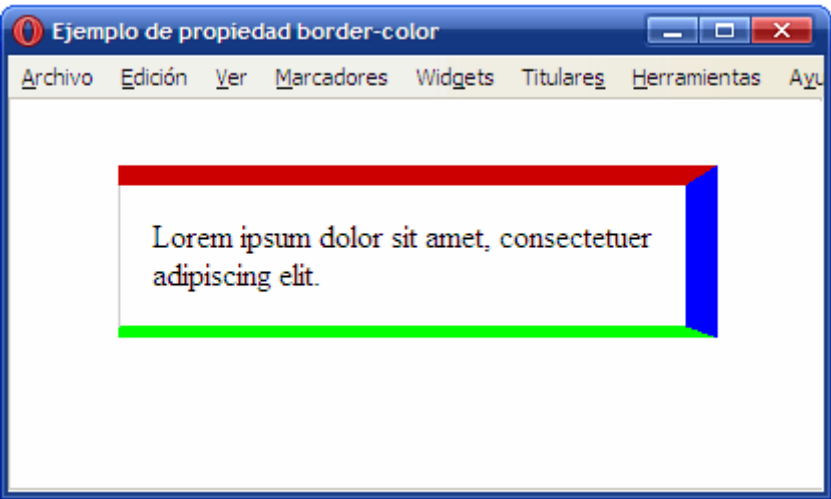 Ejemplo de propiedad border-color
Archivo Edición Ver Marcadores Widgets Titulares Herramientas Ayu
Lorem ipsum dolor sit amet, consectetuer
adipiscing elit.